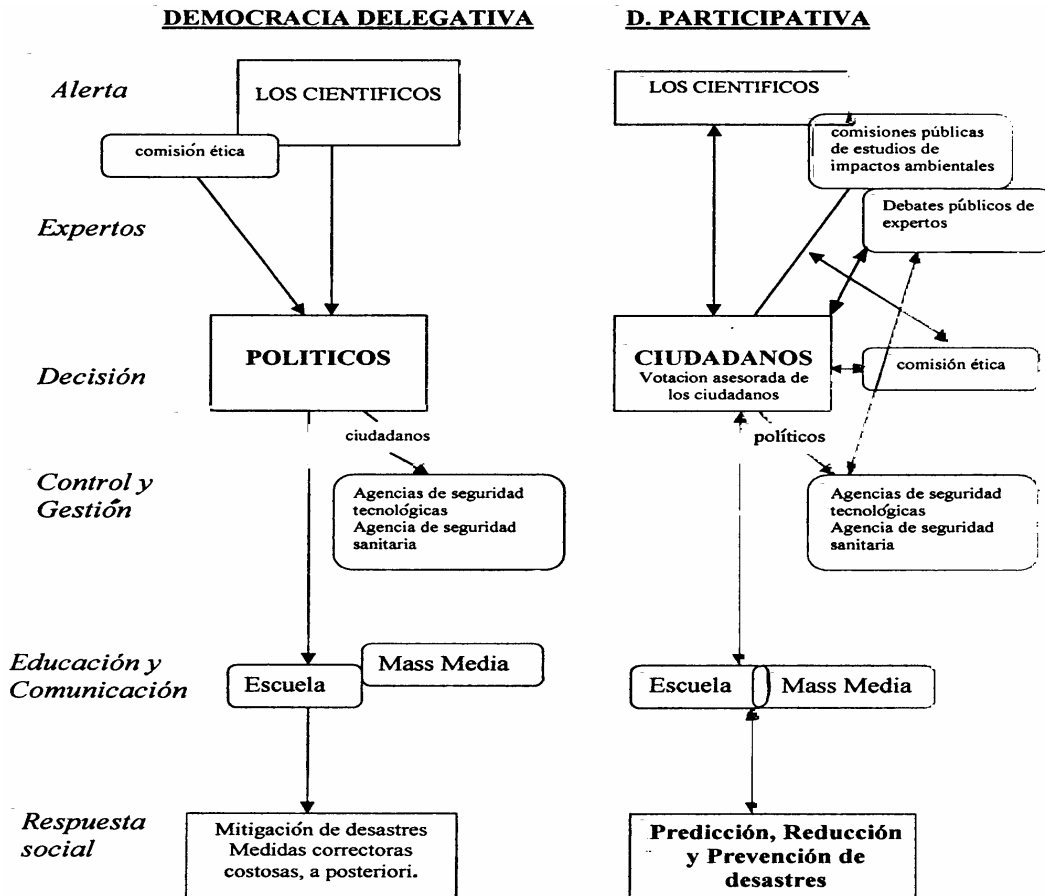 DEMOCRACIA DELEGATIVA
D. PARTICIPATIVA
Alerta
LOS CIENTIFICOS
comisión ética
LOS CIENTIFICOS
comisiones públicas
de estudios de
impactos ambientales
Expertos
Debates públicos de
expertos
Decisión
POLITICOS
CIUDADANOS
Votacion asesorada de
los ciudadanos
comisión ética
ciudadanos
políticos
Control y
Gestión
Agencias de seguridad
tecnológicas
Agencia de seguridad
sanitaria
Agencias de seguridad
tecnológicas
Agencia de seguridad
sanitaria
Educación y
Comunicación
Escuela
Mass Media
Escuela
Mass Media
Respuesta
social
Mitigación de desastres
Medidas correctoras
costosas, a posteriori.
Predicción, Reducción
y Prevención de
desastres